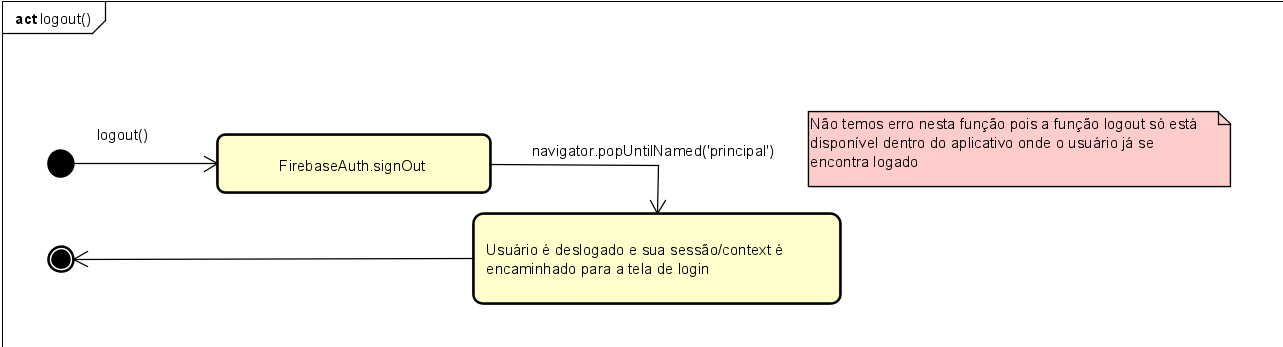 act logout()
logout()
FirebaseAuth.signOut
navigator.popUntilNamed('principal')
Não temos erro nesta função pois a função logout só está
disponível dentro do aplicativo onde o usuário já se
encontra logado
Usuário é deslogado e sua sessão/context é
encaminhado para a tela de login